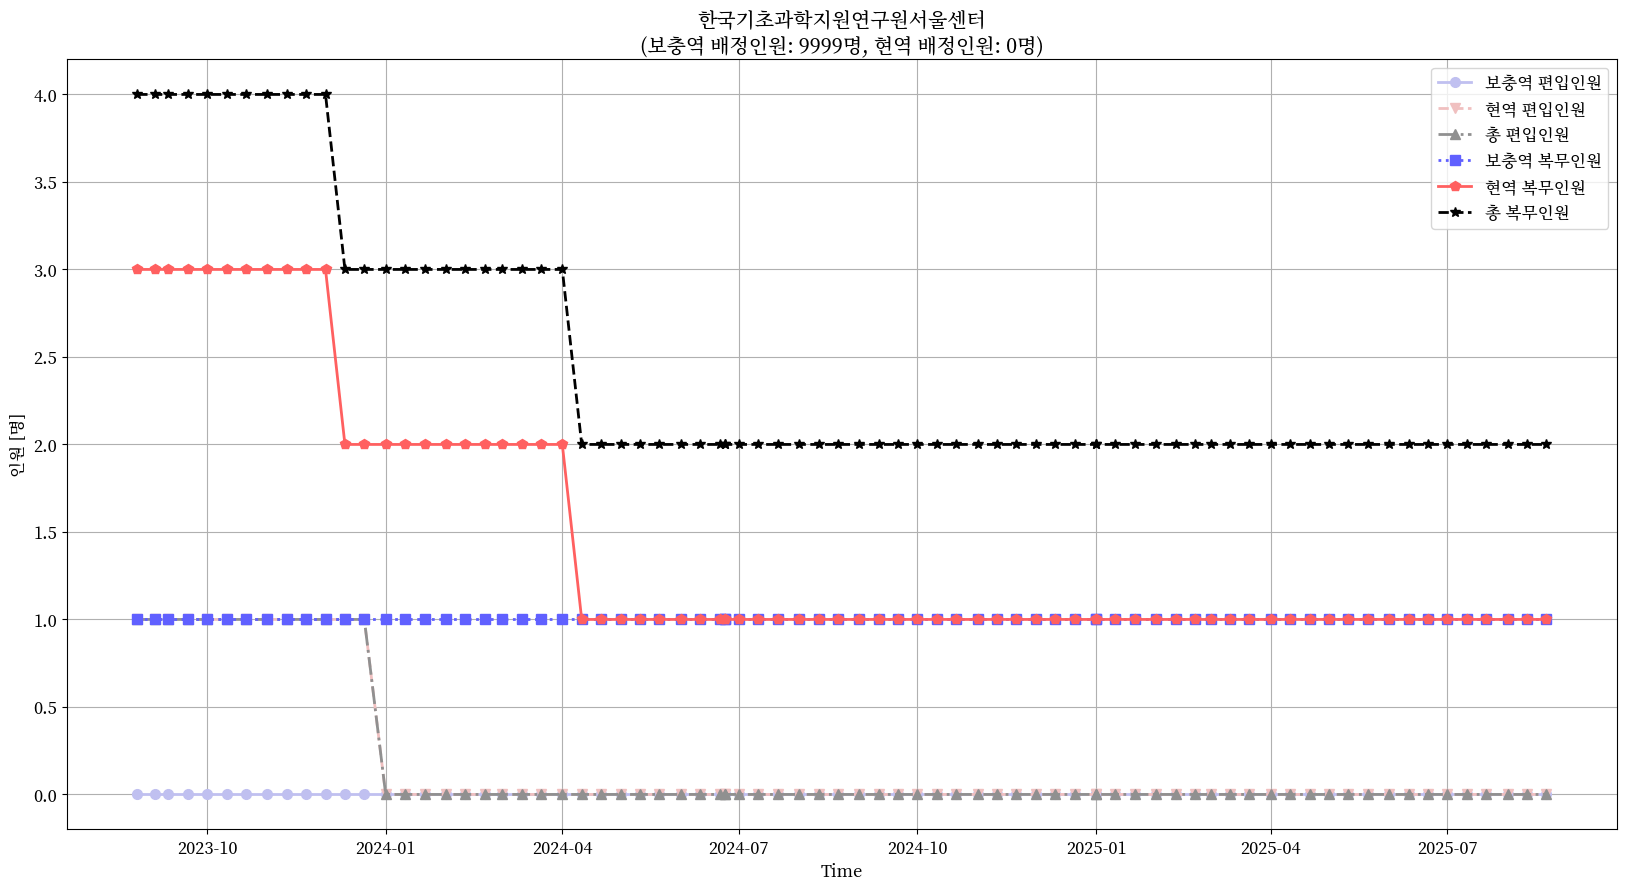 한국기초과학지원연구원서울센터
(보충역 배정인원: 9999명, 현역 배정인원: 0명)
보충역 편입인원
현역 편입인원
총 편입인원
보충역 복무인원
현역 복무인원
총 복무인원
4.0
3.5
3.0
2.5
2.0
1.5
1.0
0.5
0.0
인원 [명]
2023-10
2024-01
2024-04
2024-07
2024-10
2025-01
2025-04
2025-07
Time